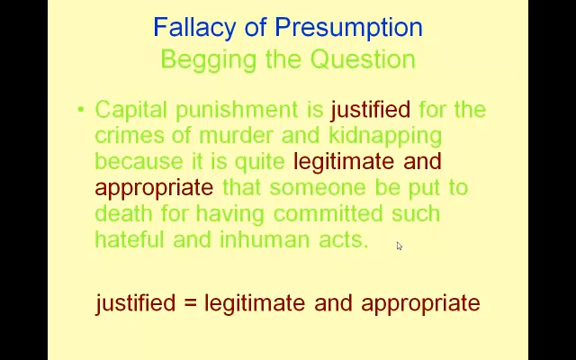 Fallacy of Presumption
Begging the Question
• Capital punishment is justified for the
crimes of murder and kidnapping
because it is quite legitimate and
appropriate that someone be put to
death for having committed such
hateful and inhuman acts.
justified = legitimate and appropriate